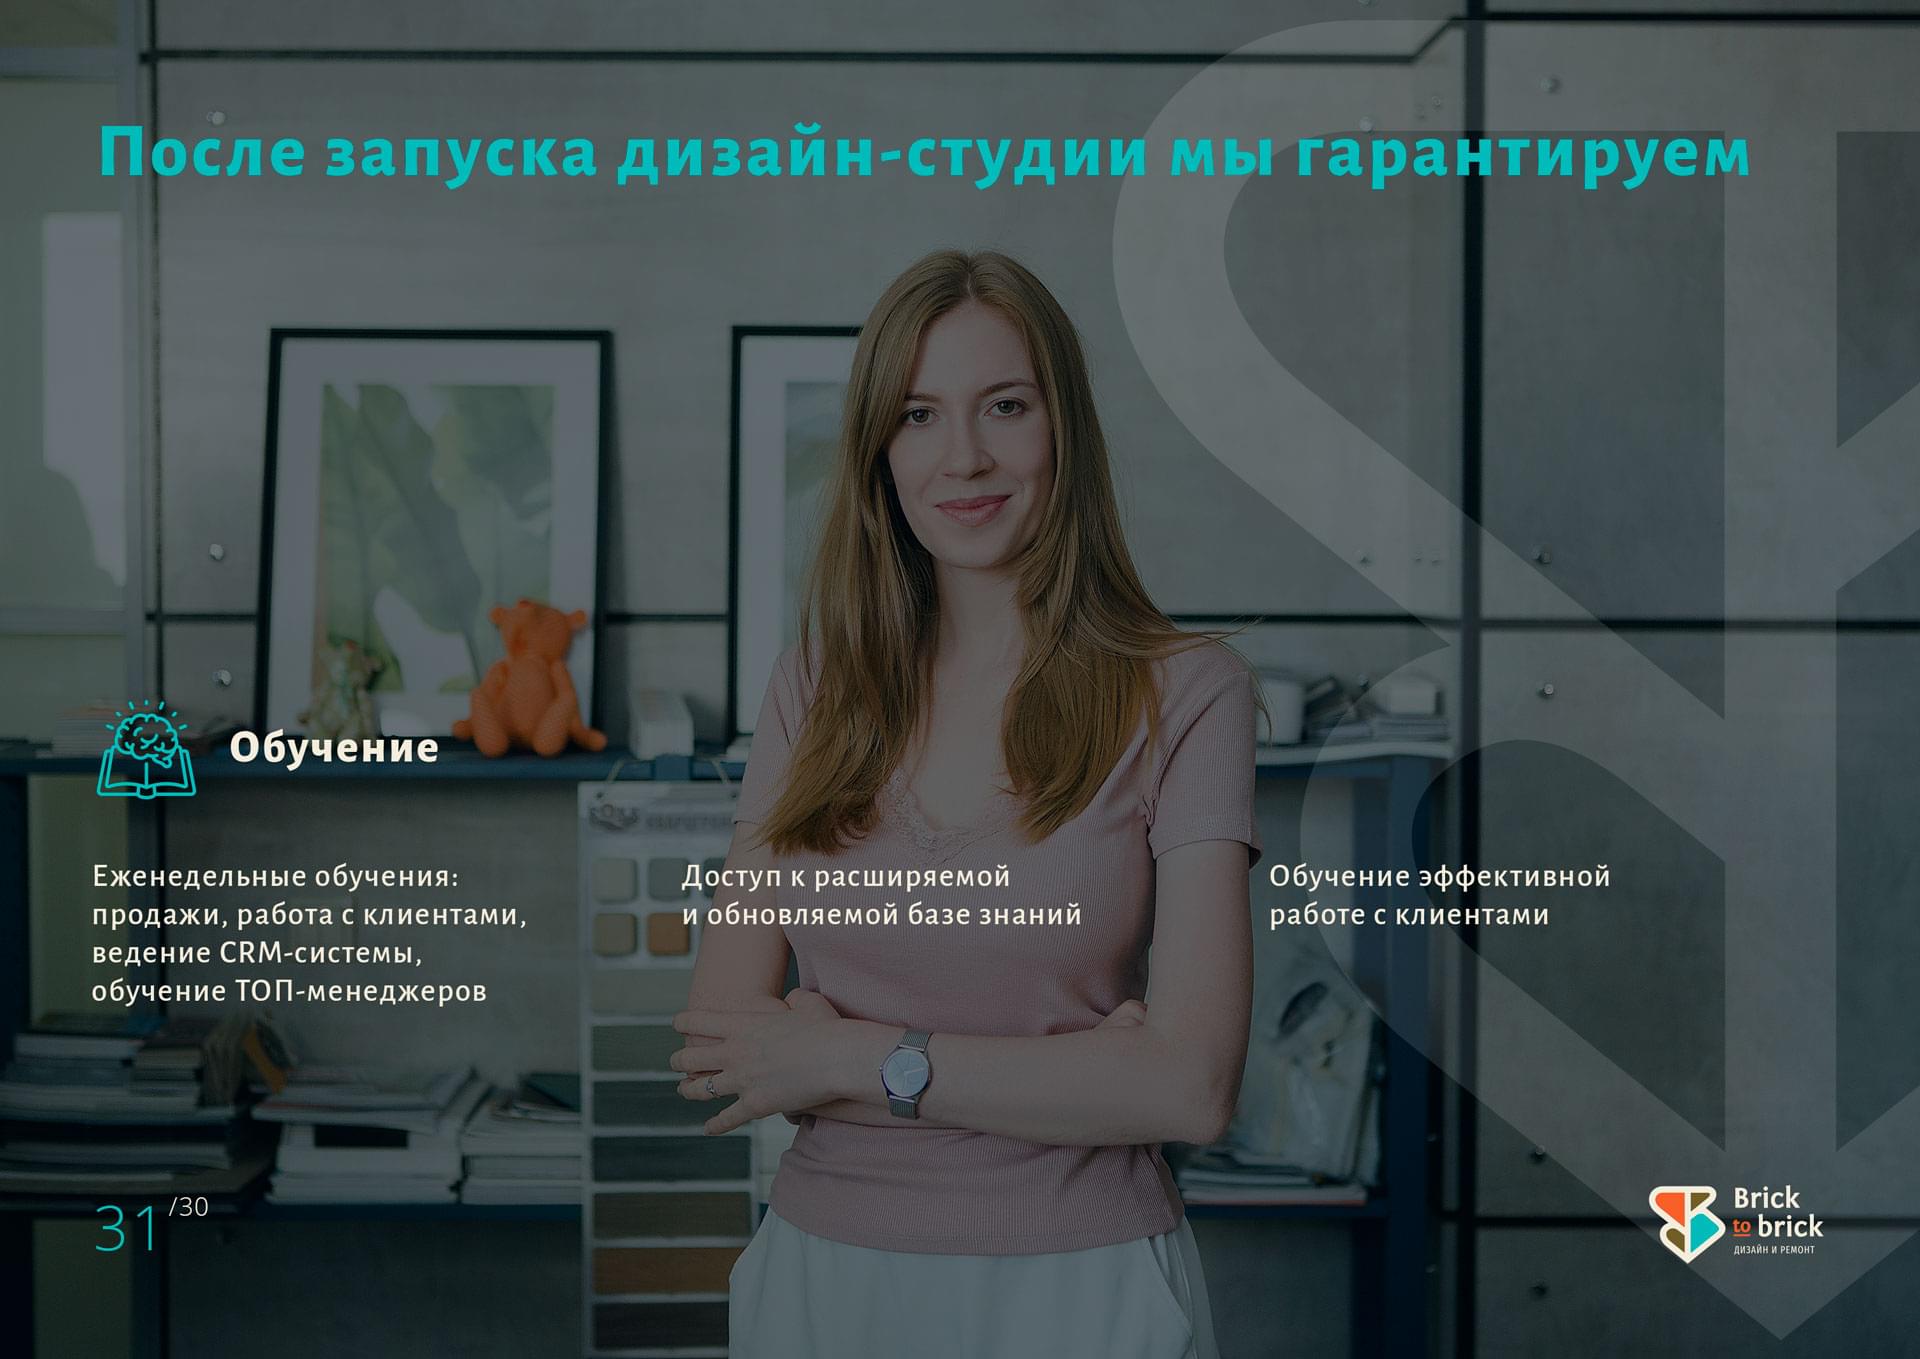 После запуска дизайн-студии мы гарантируем
Обучение
Еженедельные обучения:
продажи, работа с клиентами,
ведение CRM-системы,
обучение ТОП-менеджеров
Доступ к расширяемой
и обновляемой базе знаний
Обучение эффективной
работе с клиентами
31 /30
Brick
to brick
ДИЗАЙН И РЕМОНТ